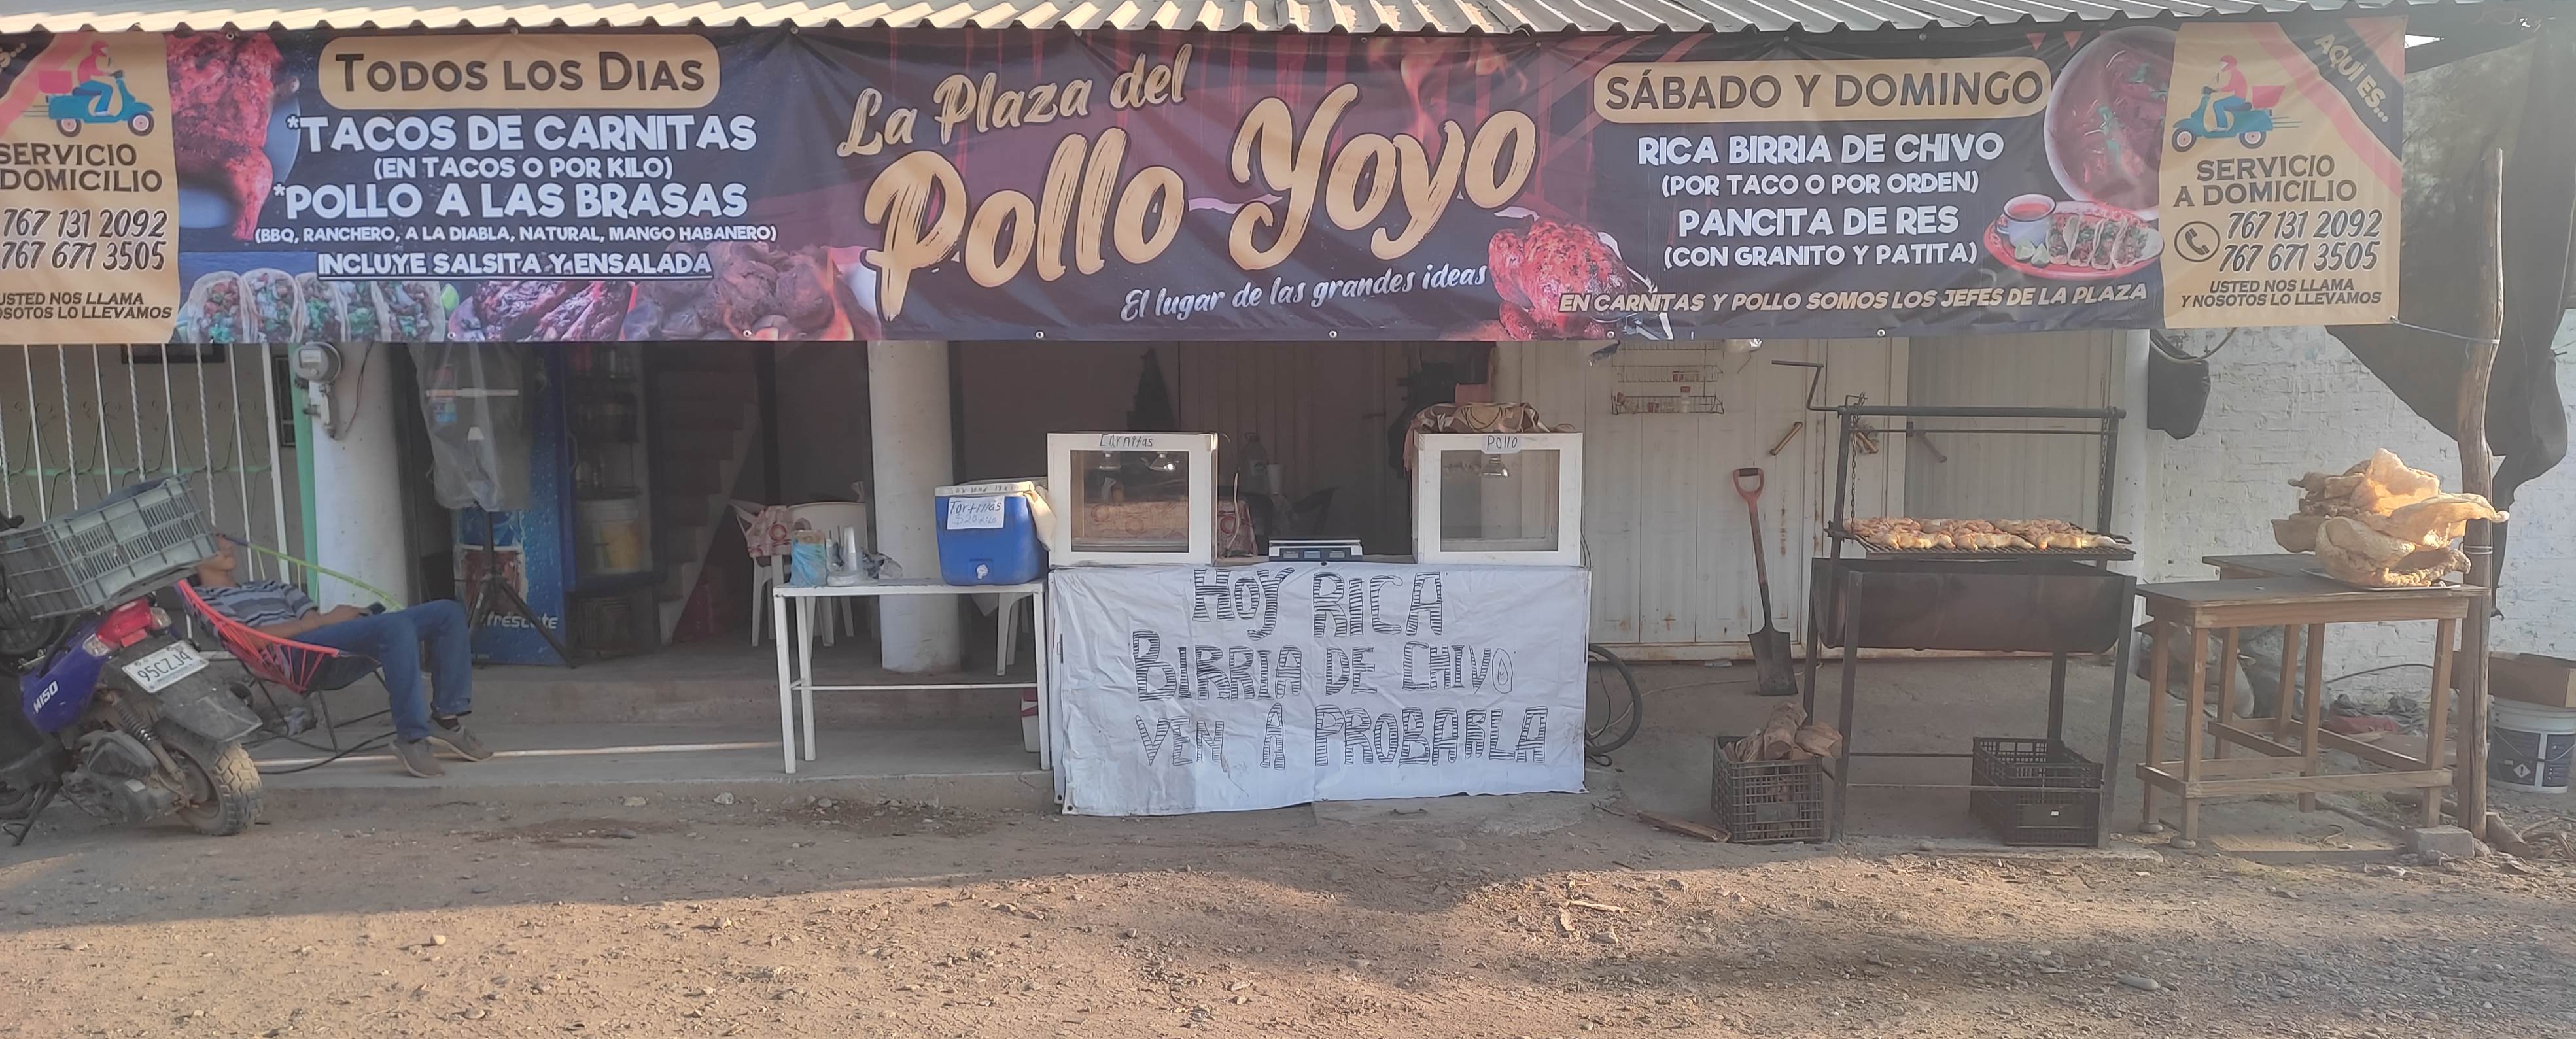 SERVICIO
DOMICILIO
767 131 2092
767 671 3505
USTED NOS LLAMA
NOSOTOS LO LLEVAMOS
TODOS LOS DIAS
*TACOS DE CARNITAS
(EN TACOS O POR KILO)
*POLLO A LAS BRASAS
(BBQ, RANCHERO, A LA DIABLA, NATURAL, MANGO HABANERO)
INCLUYE SALSITA Y ENSALADA
La Plaza del
Pollo Yoyo
El lugar de las grandes ideas
SÁBADO Y DOMINGO
RICA BIRRIA DE CHIVO
(POR TACO O POR ORDEN)
PANCITA DE RES
(CON GRANITO Y PATITA)
EN CARNITAS Y POLLO SOMOS LOS JEFES DE LA PLAZA
AQUI ES...
SERVICIO
A DOMICILIO
767 131 2092
767 671 3505
USTED NOS LLAMA
Y NOSOTOS LO LLEVAMOS
Carnitas
Pollo
Tortillas
HOY RICA
BIRRIA DE CHIVO
VEN A PROBARLA
95CZJ4
M150